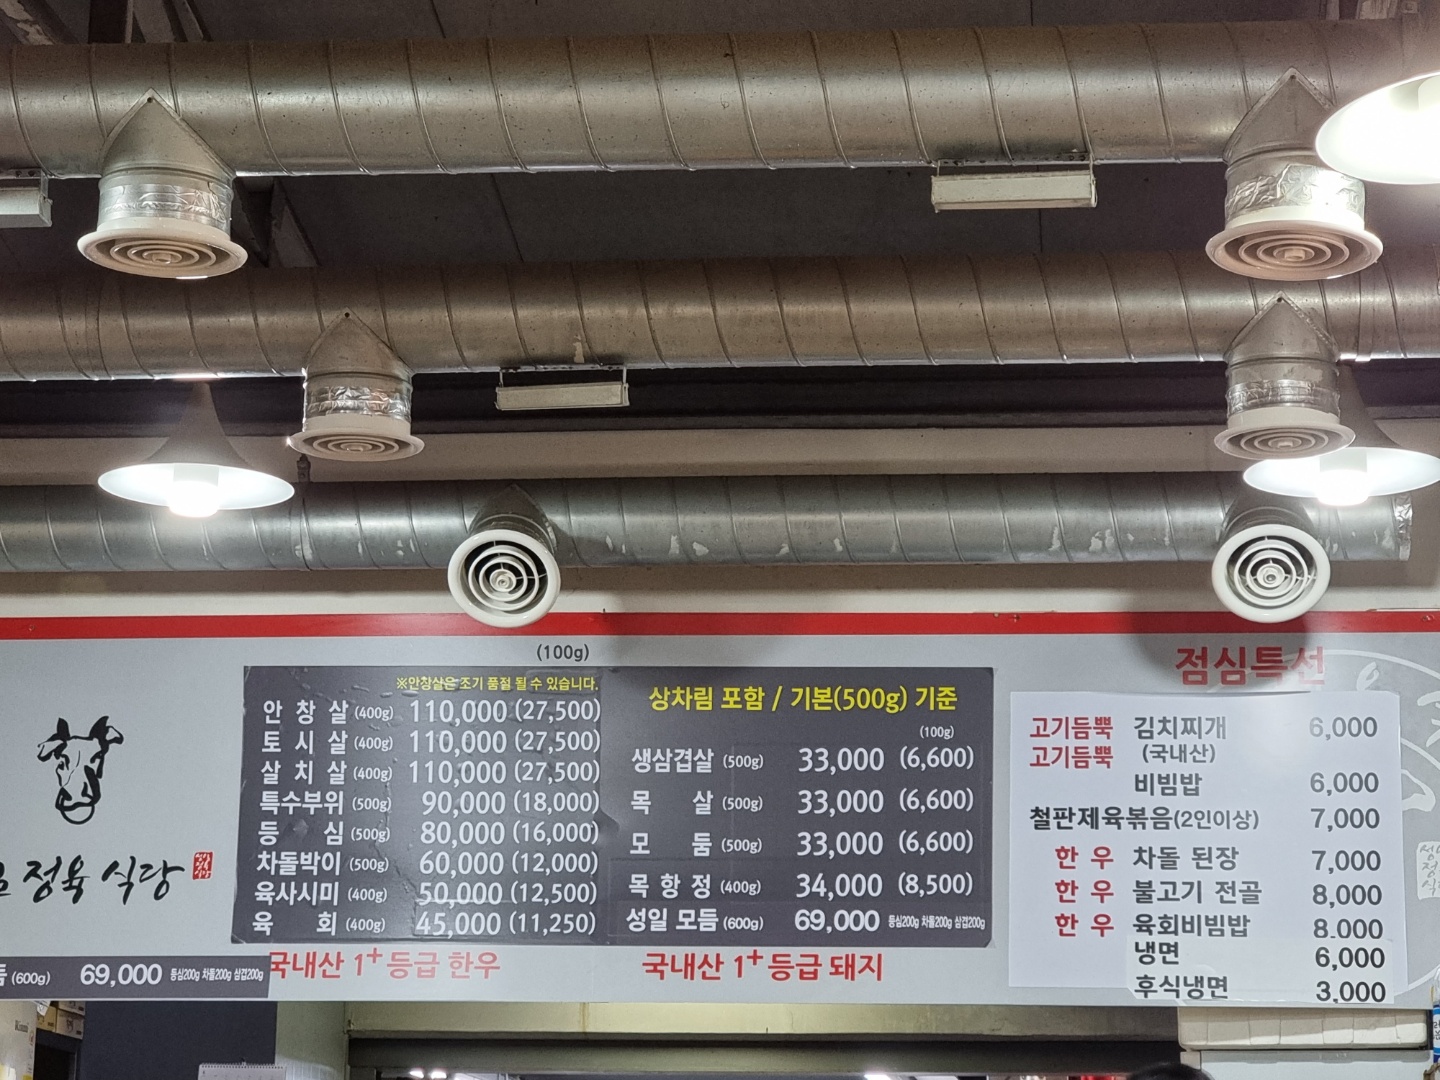 정육 식당
(600g) 69,000 등심200g 차돌200g 삼겹200g
(100g)
※안창살은 조기 품절 될 수 있습니다.
안 창 살 (400g) 110,000 (27,500)
토 시 살 (400g) 110,000 (27,500)
살 치 살 (400g) 110,000 (27,500)
특수부위 (500g) 90,000 (18,000)
등 심 (500g) 80,000 (16,000)
차돌박이 (500g) 60,000 (12,000)
육사시미 (400g) 50,000 (12,500)
육 회 (400g) 45,000 (11,250)
국내산 1+ 등급 한우
상차림 포함 / 기본(500g) 기준
(100g)
생삼겹살 (500g) 33,000 (6,600)
목 살 (500g) 33,000 (6,600)
모 둠 (500g) 33,000 (6,600)
목 항 정 (400g) 34,000 (8,500)
성일 모듬 (600g) 69,000 등심200g 차돌200g 삼겹200g
국내산 1+ 등급 돼지
점심특선
고기듬뿍 김치찌개 6,000
고기듬뿍 (국내산)
비빔밥 6,000
철판제육볶음(2인이상) 7,000
한 우 차돌 된장 7,000
한 우 불고기 전골 8,000
한 우 육회비빔밥 8,000
냉면 6,000
후식냉면 3,000